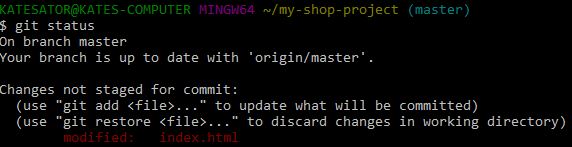 KATESATOR@KATES-COMPUTER MINGW64 ~/my-shop-project (master)
$ git status
On branch master
Your branch is up to date with 'origin/master'.
Changes not staged for commit:
  (use "git add <file>..." to update what will be committed)
  (use "git restore <file>..." to discard changes in working directory)
        modified:   index.html